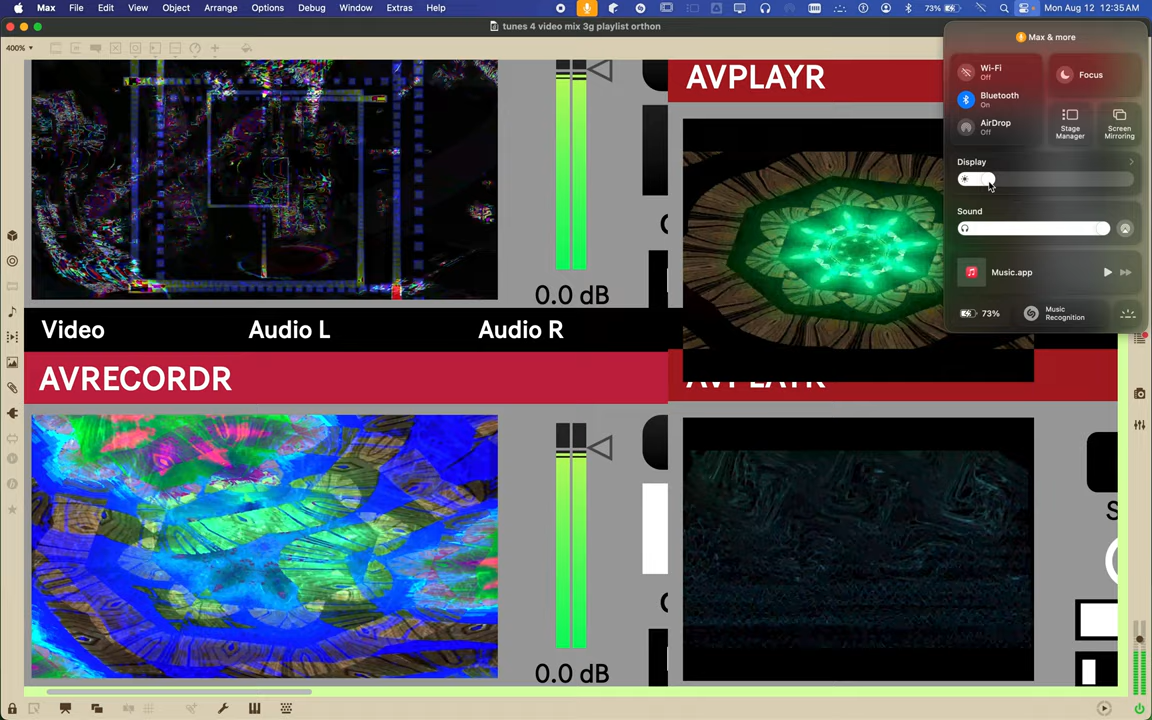 Max File Edit View Object Arrange Options Debug Window Extras Help
73% Mon Aug 12 12:35 AM
tunes 4 video mix 3g playlist orthon
400%
Max & more
Wi-Fi
Off
Bluetooth
On
AirDrop
Off
Focus
Stage
Manager
Screen
Mirroring
Display
Sound
Music.app
73%
Music
Recognition
AVPLAYR
0.0 dB
Video Audio L Audio R
AVRECORDR
AVPLAYR
0.0 dB